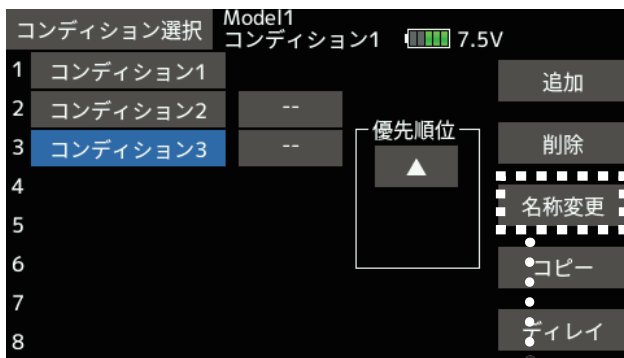 コンディション選択
Model1
コンディション1 7.5V
1 コンディション1
追加
2 コンディション2 --
優先順位
3 コンディション3 --
削除
▲
4
名称変更
5
6
コピー
7
ディレイ
8